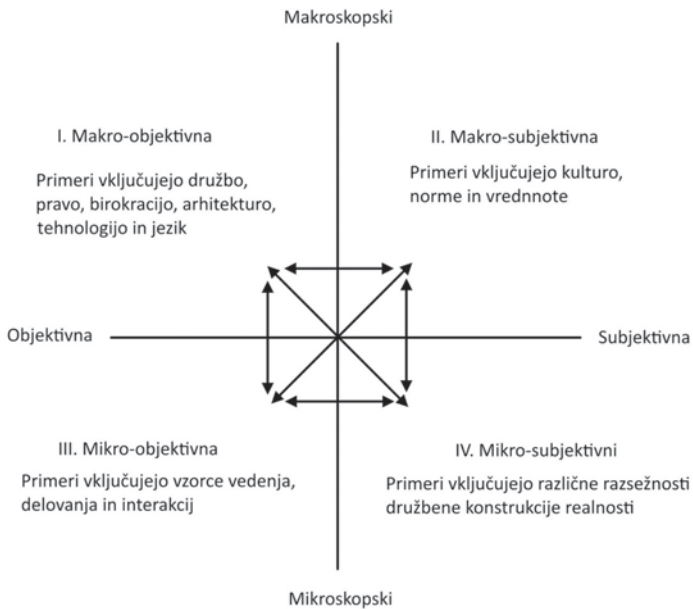 Makroskopski
I. Makro-objektivna
Primeri vključujejo družbo,
pravo, birokracijo, arhitekturo,
tehnologijo in jezik
II. Makro-subjektivna
Primeri vključujejo kulturo,
norme in vrednnote
Objektivna
Subjektivna
III. Mikro-objektivna
Primeri vključujejo vzorce vedenja,
delovanja in interakcij
IV. Mikro-subjektivni
Primeri vključujejo različne razsežnosti
družbene konstrukcije realnosti
Mikroskopski